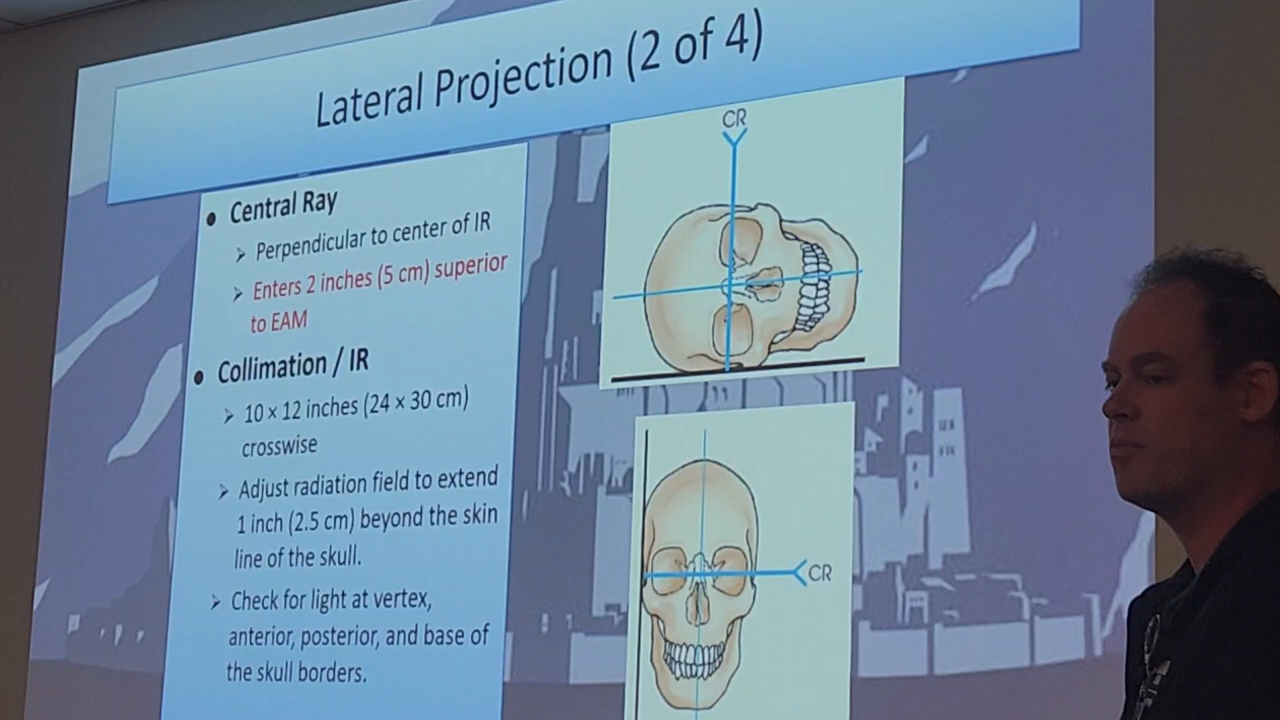 Lateral Projection (2 of 4)
• Central Ray
➢ Perpendicular to center of IR
➢ Enters 2 inches (5 cm) superior
to EAM
• Collimation / IR
➢ 10 × 12 inches (24 × 30 cm)
crosswise
➢ Adjust radiation field to extend
1 inch (2.5 cm) beyond the skin
line of the skull.
➢ Check for light at vertex,
anterior, posterior, and base of
the skull borders.
CR
CR